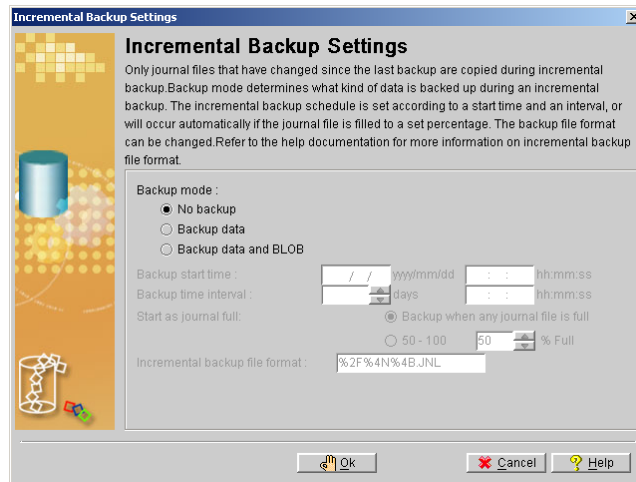 Incremental Backup Settings
Incremental Backup Settings
Only journal files that have changed since the last backup are copied during incremental
backup.Backup mode determines what kind of data is backed up during an incremental
backup. The incremental backup schedule is set according to a start time and an interval, or
will occur automatically if the journal file is filled to a set percentage. The backup file format
can be changed.Refer to the help documentation for more information on incremental backup
file format.
Backup mode :
No backup
Backup data
Backup data and BLOB
Backup start time : / / yyyy/mm/dd : : hh:mm:ss
Backup time interval : days : : hh:mm:ss
Start as journal full: Backup when any journal file is full
50 - 100 50 % Full
Incremental backup file format : %2F%4N%4B.JNL
Ok Cancel Help